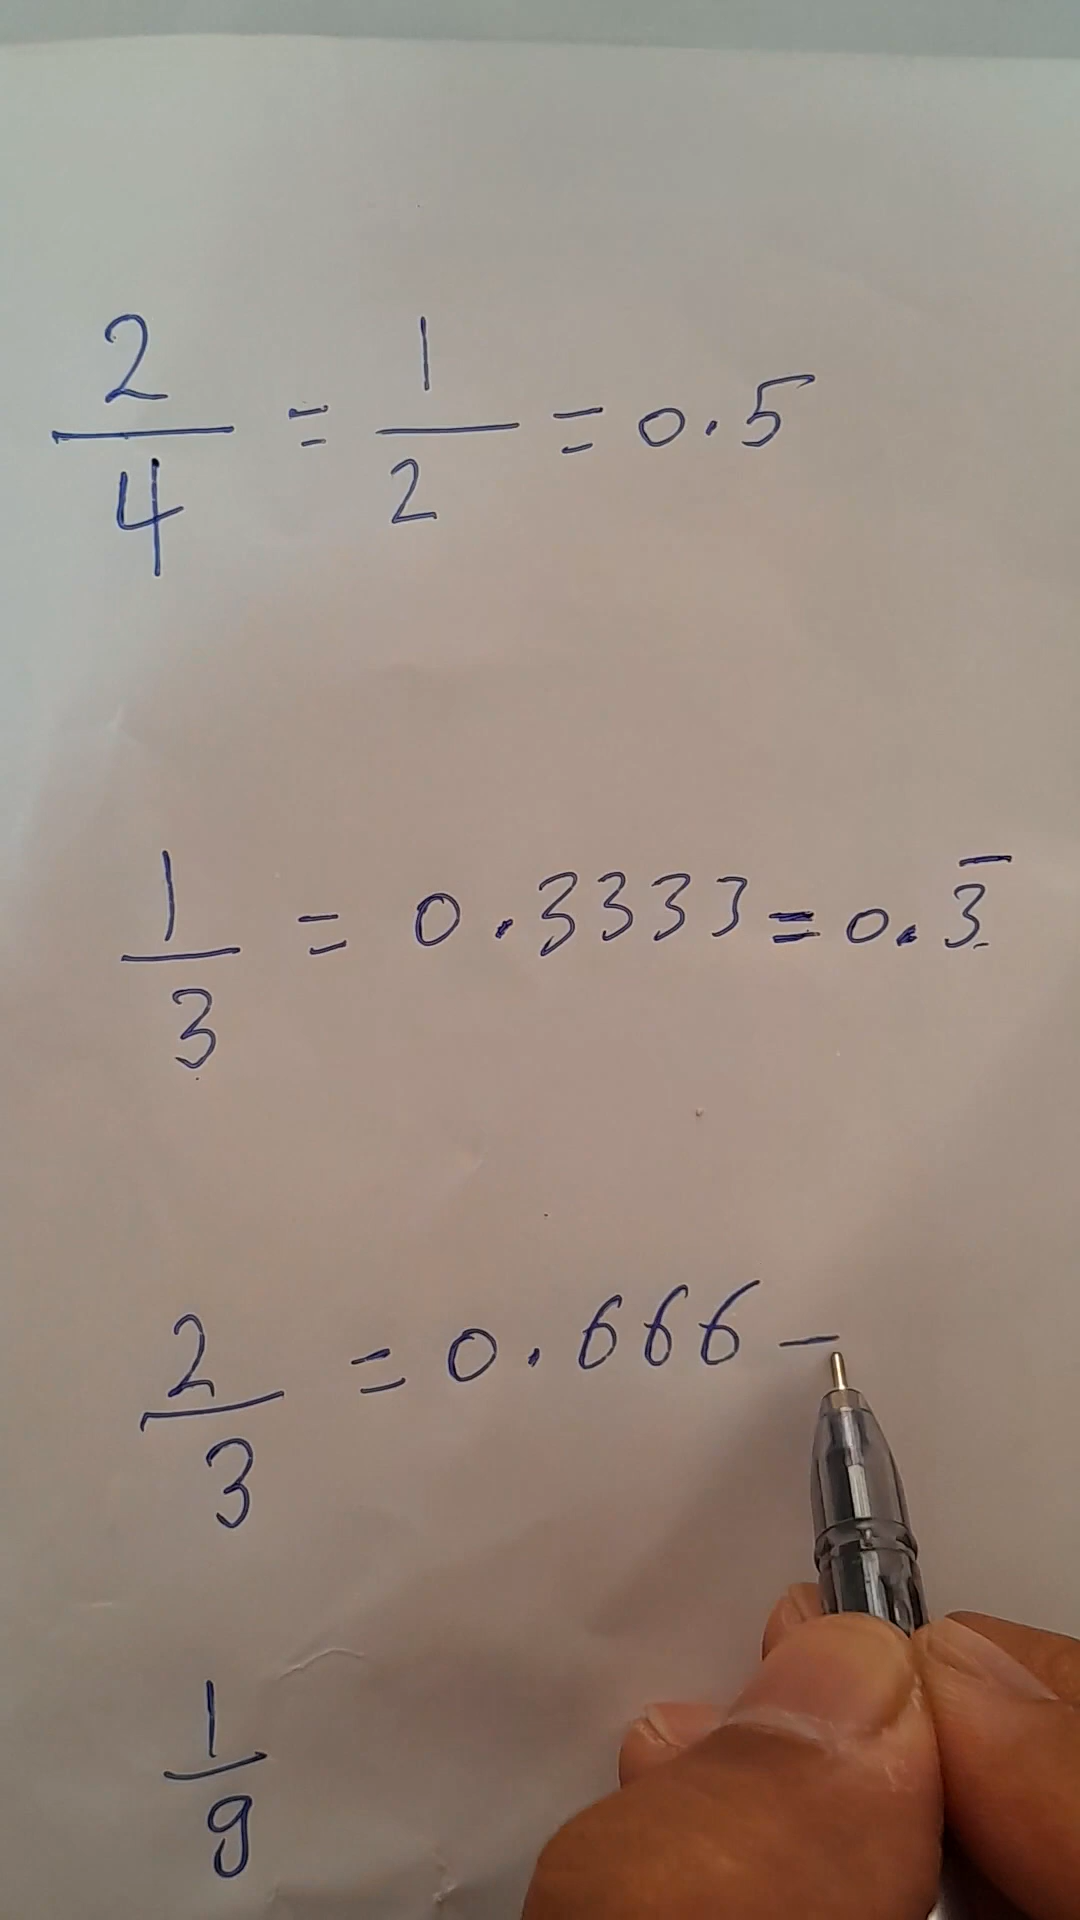 2/4 = 1/2 = 0.5
1/3 = 0.3333 = 0.3̅
2/3 = 0.666 –
1/9